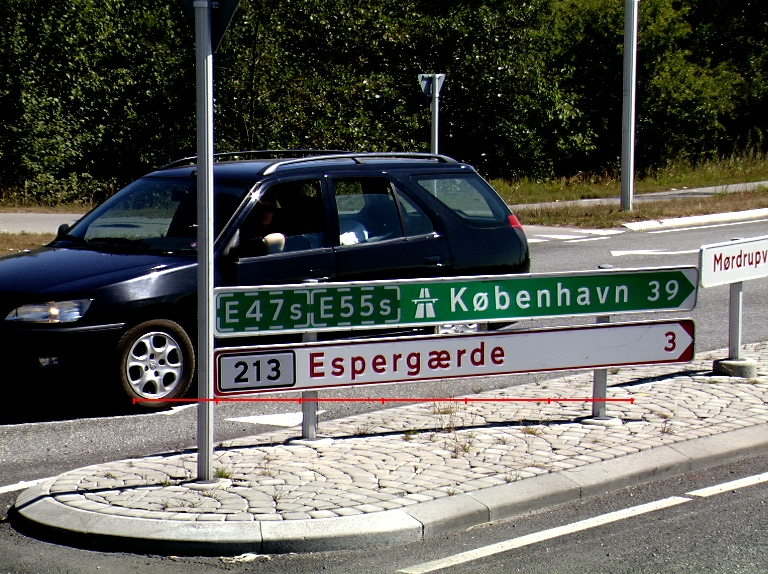 E47s E55s København 39
213 Espergærde 3
Mørdrupv